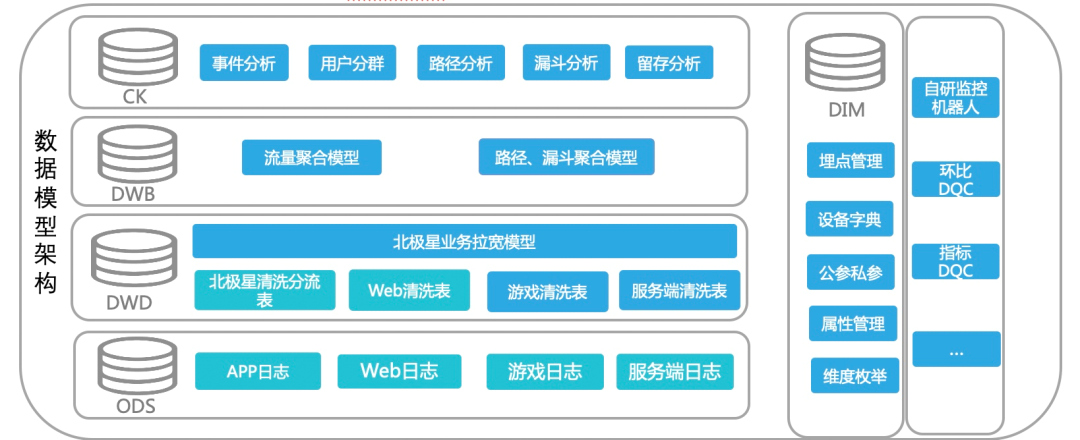 数据模型架构
CK
事件分析
用户分群
路径分析
漏斗分析
留存分析
DWB
流量聚合模型
路径、漏斗聚合模型
DWD
北极星业务拉宽模型
北极星清洗分流
表
Web清洗表
游戏清洗表
服务端清洗表
ODS
APP日志
Web日志
游戏日志
服务端日志
DIM
埋点管理
设备字典
公参私参
属性管理
维度枚举
自研监控
机器人
环比
DQC
指标
DQC
...